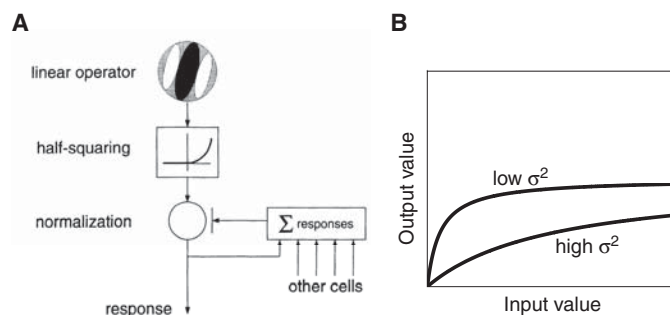 A
linear operator
half-squaring
normalization
Σ responses
other cells
response
B
Output value
low σ²
high σ²
Input value